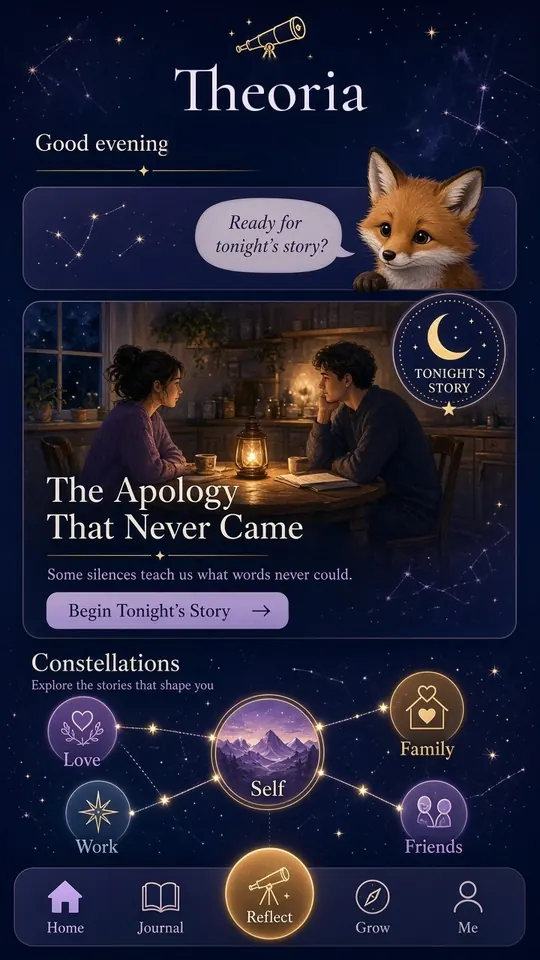 Theoria
Good evening
Ready for
tonight's story?
TONIGHT'S
STORY
The Apology
That Never Came
Some silences teach us what words never could.
Begin Tonight's Story →
Constellations
Explore the stories that shape you
Love
Self
Family
Work
Friends
Home
Journal
Reflect
Grow
Me